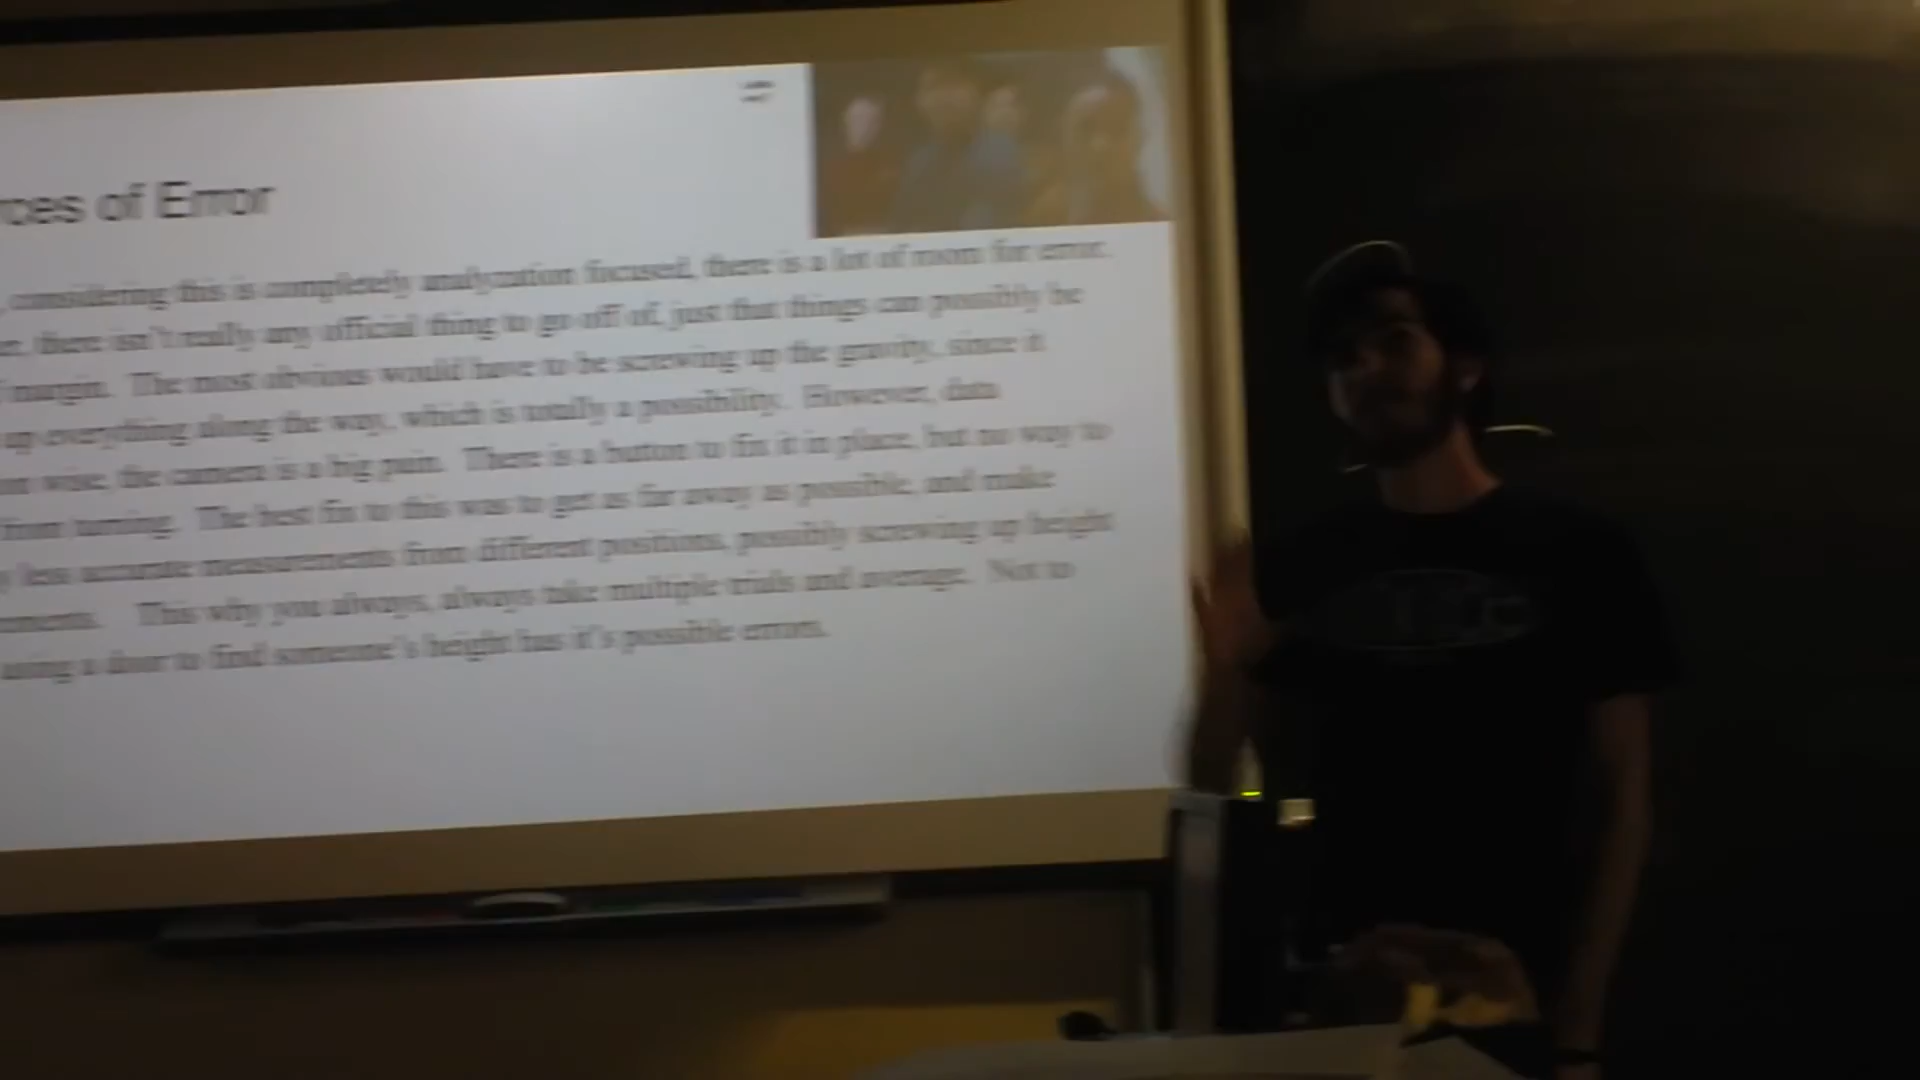 of Error
considering this is completely analyzation focused, there is a lot of room for error.
there isn't really any official thing to go off of, just that things can possibly be
margin. The most obvious would have to be screwing up the gravity, since it
up everything along the way, which is totally a possibility. However, data
wise, the camera is a big pain. There is a button to fix it in place, but no way to
from turning. The best fix to this was to get as far away as possible, and make
less accurate measurements from different positions, possibly screwing up height
This why you always, always take multiple trials and average. Not to
using a door to find someone's height has it's possible errors.